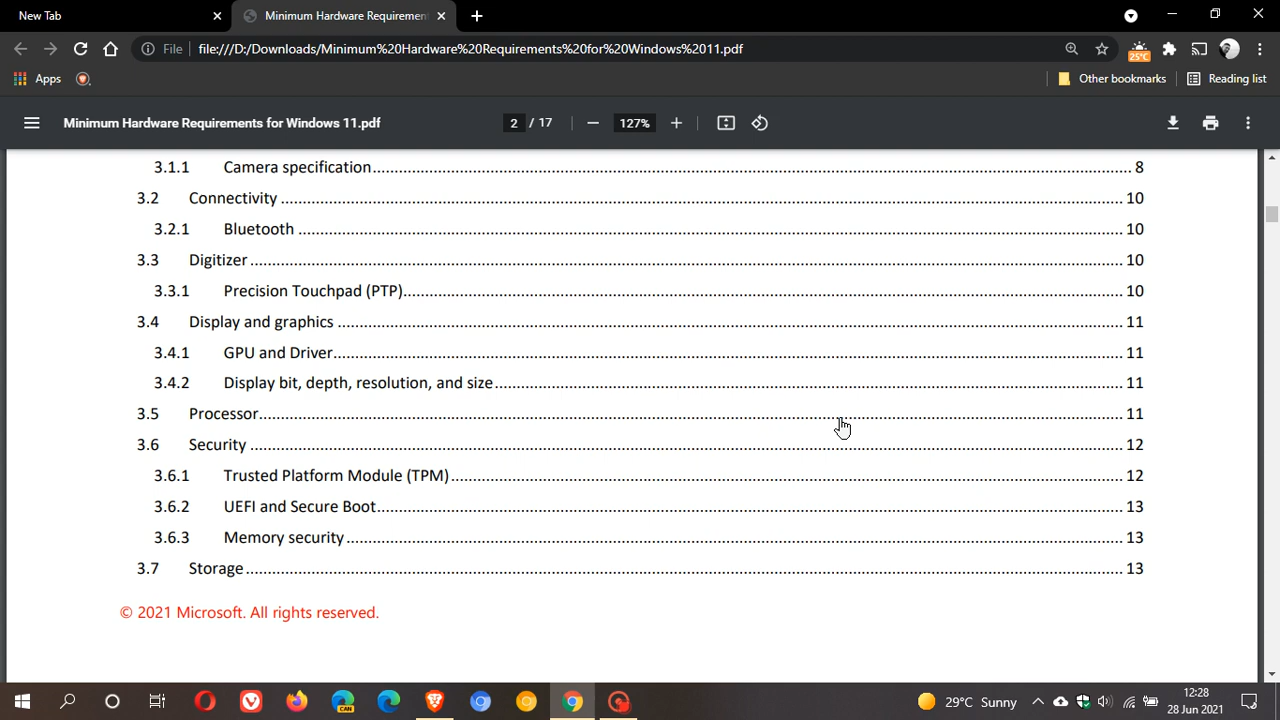 New Tab
Minimum Hardware Requiremen
File file:///D:/Downloads/Minimum%20Hardware%20Requirements%20for%20Windows%2011.pdf
25°C
Apps
Other bookmarks
Reading list
Minimum Hardware Requirements for Windows 11.pdf
2 / 17
127%
3.1.1 Camera specification 8
3.2 Connectivity 10
3.2.1 Bluetooth 10
3.3 Digitizer 10
3.3.1 Precision Touchpad (PTP) 10
3.4 Display and graphics 11
3.4.1 GPU and Driver 11
3.4.2 Display bit, depth, resolution, and size 11
3.5 Processor 11
3.6 Security 12
3.6.1 Trusted Platform Module (TPM) 12
3.6.2 UEFI and Secure Boot 13
3.6.3 Memory security 13
3.7 Storage 13
© 2021 Microsoft. All rights reserved.
CAN
29°C Sunny
12:28
28 Jun 2021